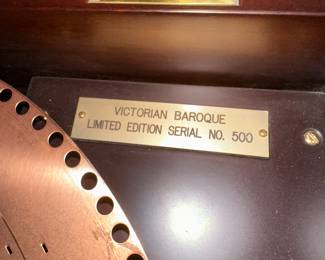 VICTORIAN BAROQUE
LIMITED EDITION SERIAL NO. 500